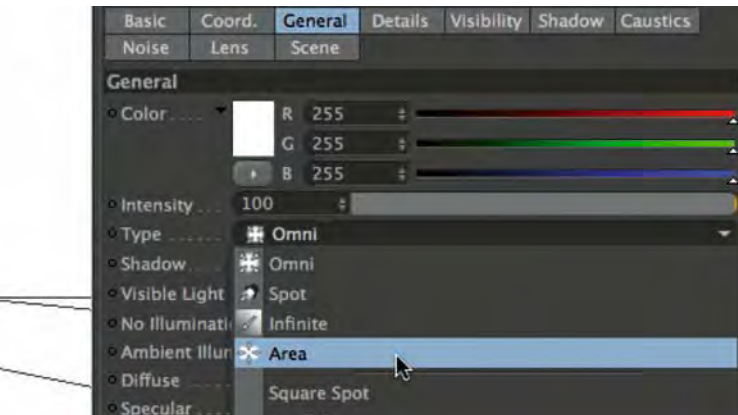 Basic Coord. General Details Visibility Shadow Caustics
Noise Lens Scene
General
Color R 255
G 255
B 255
Intensity 100
Type Omni
Shadow Omni
Visible Light Spot
No Illuminati Infinite
Ambient Illun Area
Diffuse
Square Spot
Specular